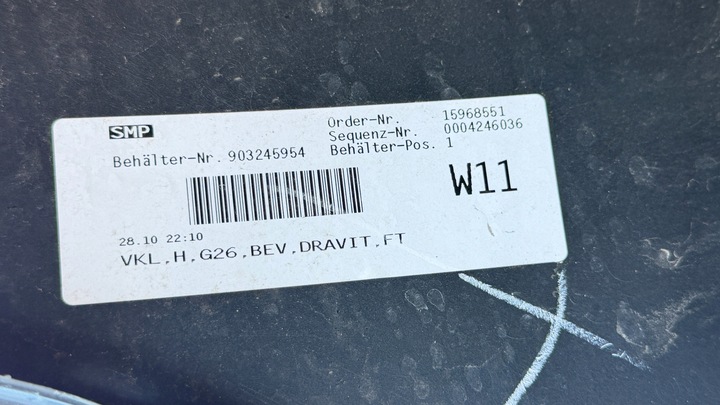 SMP
Order-Nr. 15968551
Sequenz-Nr. 0004246036
Behälter-Nr. 903245954 Behälter-Pos. 1
W11
28.10 22:10
VKL,H,G26,BEV,DRAVIT,FT